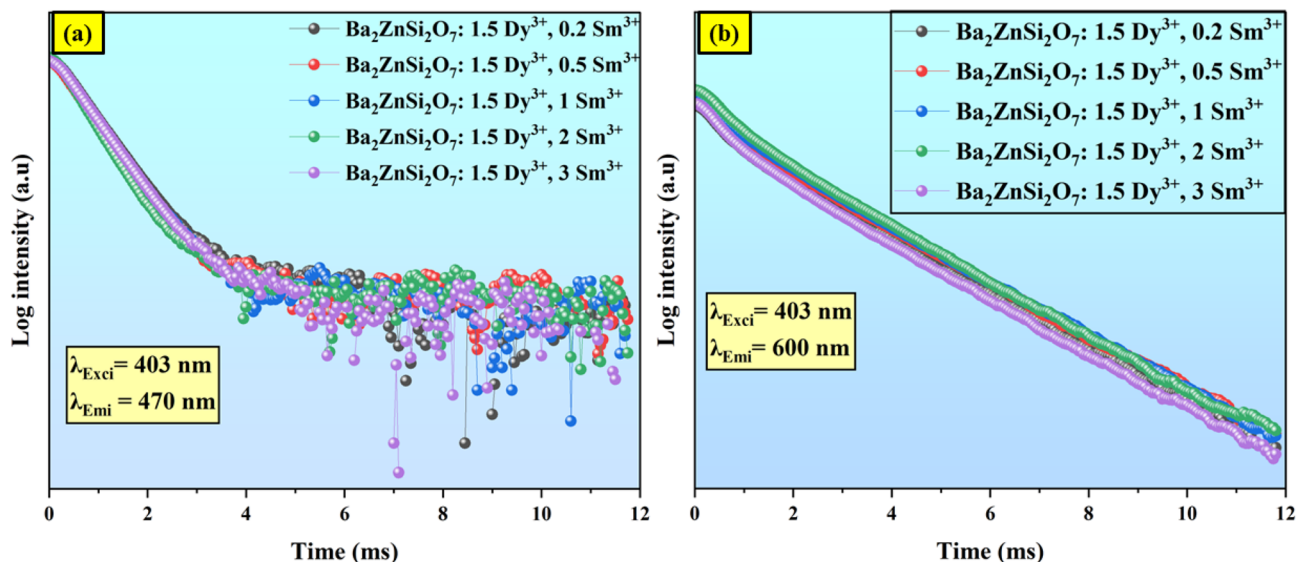 (a)
Ba₂ZnSi₂O₇: 1.5 Dy³⁺, 0.2 Sm³⁺
Ba₂ZnSi₂O₇: 1.5 Dy³⁺, 0.5 Sm³⁺
Ba₂ZnSi₂O₇: 1.5 Dy³⁺, 1 Sm³⁺
Ba₂ZnSi₂O₇: 1.5 Dy³⁺, 2 Sm³⁺
Ba₂ZnSi₂O₇: 1.5 Dy³⁺, 3 Sm³⁺
Log intensity (a.u)
λExci= 403 nm
λEmi = 470 nm
0 2 4 6 8 10 12
Time (ms)
(b)
Ba₂ZnSi₂O₇: 1.5 Dy³⁺, 0.2 Sm³⁺
Ba₂ZnSi₂O₇: 1.5 Dy³⁺, 0.5 Sm³⁺
Ba₂ZnSi₂O₇: 1.5 Dy³⁺, 1 Sm³⁺
Ba₂ZnSi₂O₇: 1.5 Dy³⁺, 2 Sm³⁺
Ba₂ZnSi₂O₇: 1.5 Dy³⁺, 3 Sm³⁺
Log intensity (a.u)
λExci= 403 nm
λEmi= 600 nm
0 2 4 6 8 10 12
Time (ms)